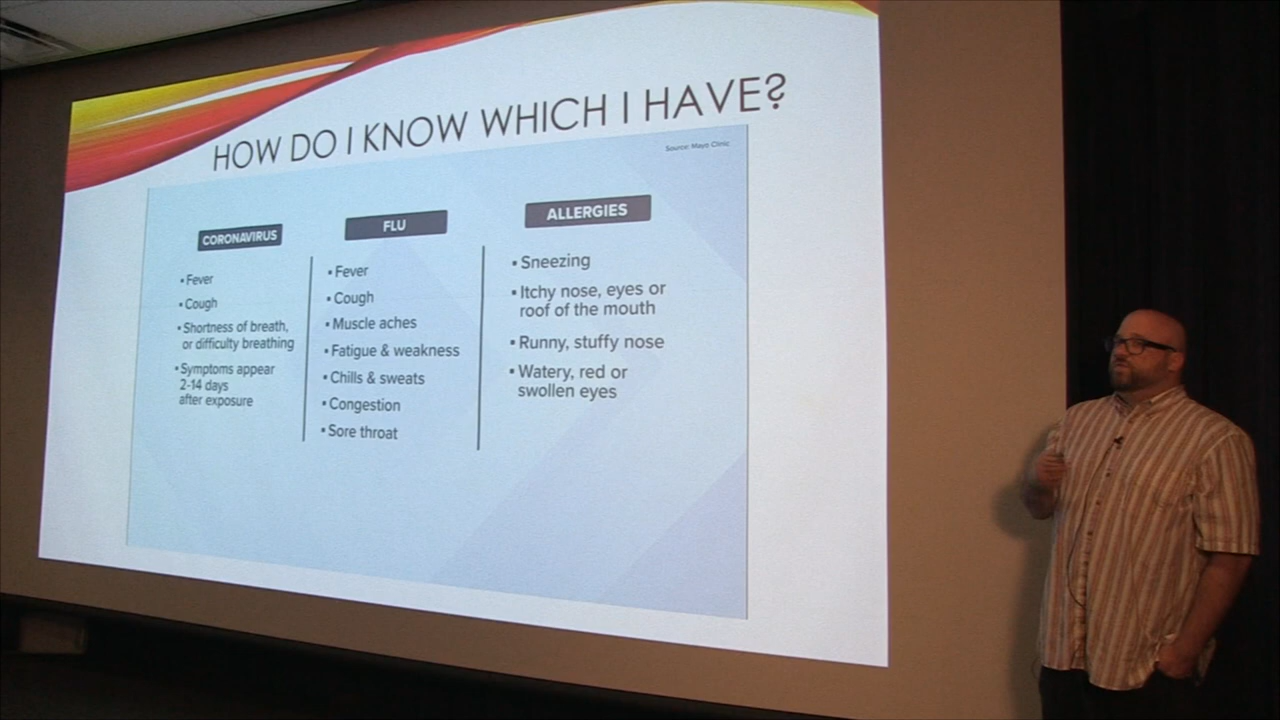 HOW DO I KNOW WHICH I HAVE?
Source: Mayo Clinic
CORONAVIRUS
▪ Fever
▪ Cough
▪ Shortness of breath,
or difficulty breathing
▪ Symptoms appear
2-14 days
after exposure
FLU
▪ Fever
▪ Cough
▪ Muscle aches
▪ Fatigue & weakness
▪ Chills & sweats
▪ Congestion
▪ Sore throat
ALLERGIES
▪ Sneezing
▪ Itchy nose, eyes or
roof of the mouth
▪ Runny, stuffy nose
▪ Watery, red or
swollen eyes